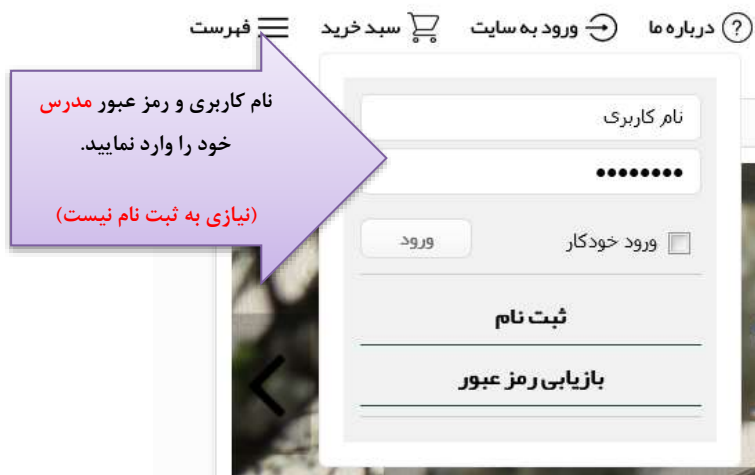 درباره ما ورود به سایت سبد خرید فهرست
نام کاربری و رمز عبور مدرس
خود را وارد نمایید.
(نیازی به ثبت نام نیست)
نام کاربری
••••••••
ورود خودکار ورود
ثبت نام
بازیابی رمز عبور